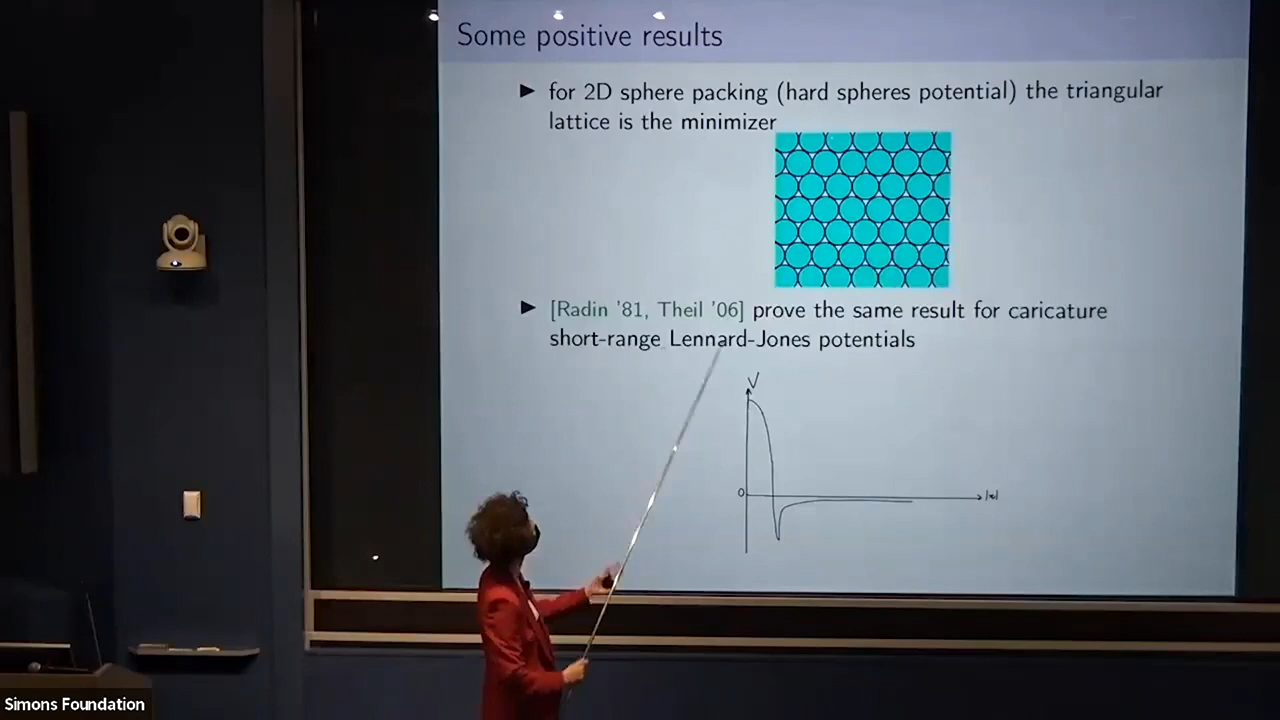 Some positive results
► for 2D sphere packing (hard spheres potential) the triangular
lattice is the minimizer
► [Radin '81, Theil '06] prove the same result for caricature
short-range Lennard-Jones potentials
V
0
|x|
Simons Foundation